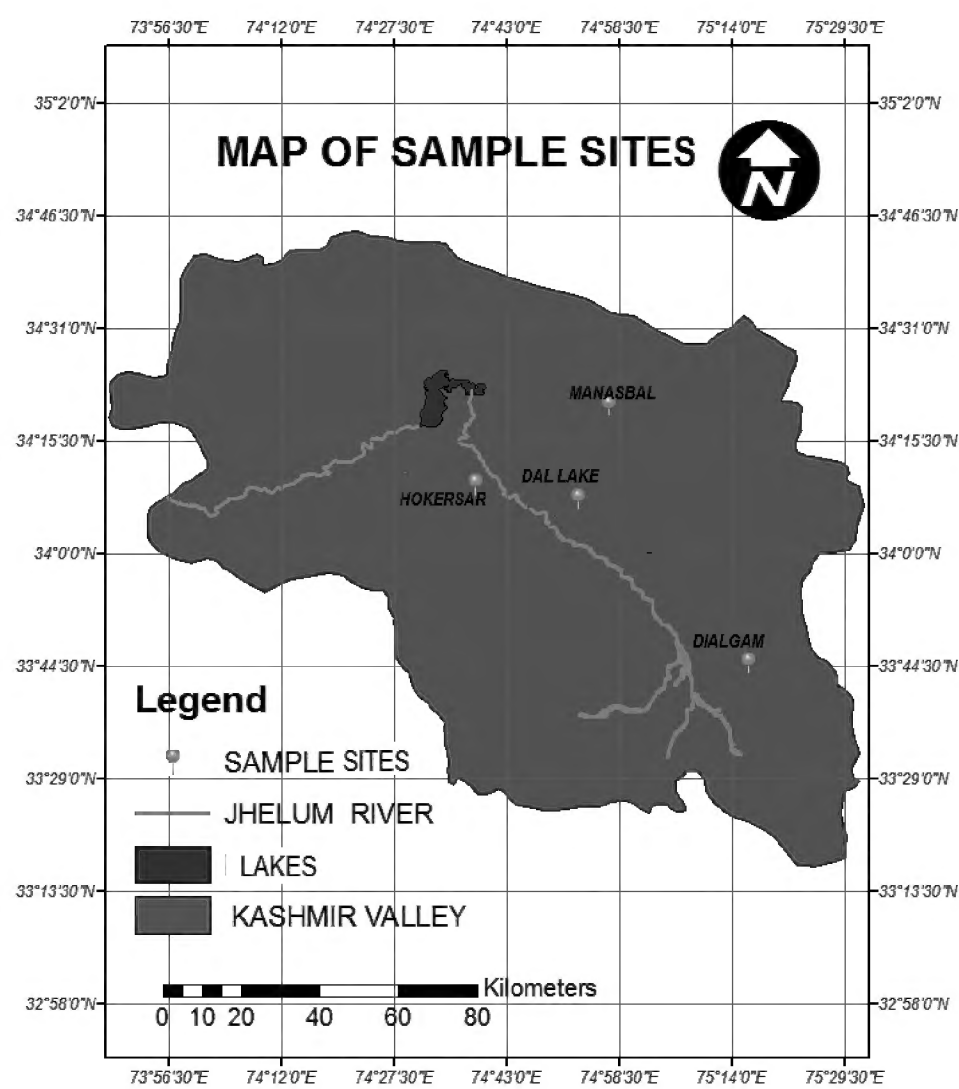 73°56'30"E 74°12'0"E 74°27'30"E 74°43'0"E 74°58'30"E 75°14'0"E 75°29'30"E
35°2'0"N 35°2'0"N
MAP OF SAMPLE SITES
N
34°46'30"N 34°46'30"N
34°31'0"N 34°31'0"N
MANASBAL
34°15'30"N 34°15'30"N
DAL LAKE
HOKERSAR
34°0'0"N 34°0'0"N
DIALGAM
33°44'30"N 33°44'30"N
Legend
SAMPLE SITES
33°29'0"N 33°29'0"N
JHELUM RIVER
LAKES
33°13'30"N 33°13'30"N
KASHMIR VALLEY
Kilometers
32°58'0"N 32°58'0"N
0 10 20 40 60 80
73°56'30"E 74°12'0"E 74°27'30"E 74°43'0"E 74°58'30"E 75°14'0"E 75°29'30"E